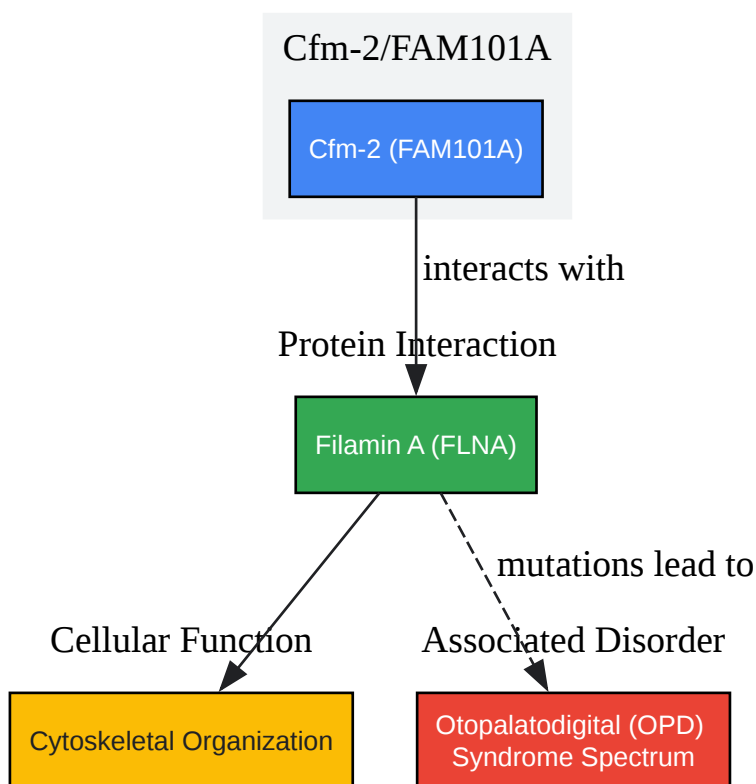 Cfm-2/FAM101A
Cfm-2 (FAM101A)
interacts with
Protein Interaction
Filamin A (FLNA)
mutations lead to
Cellular Function
Associated Disorder
Cytoskeletal Organization
Otopalatodigital (OPD)
Syndrome Spectrum